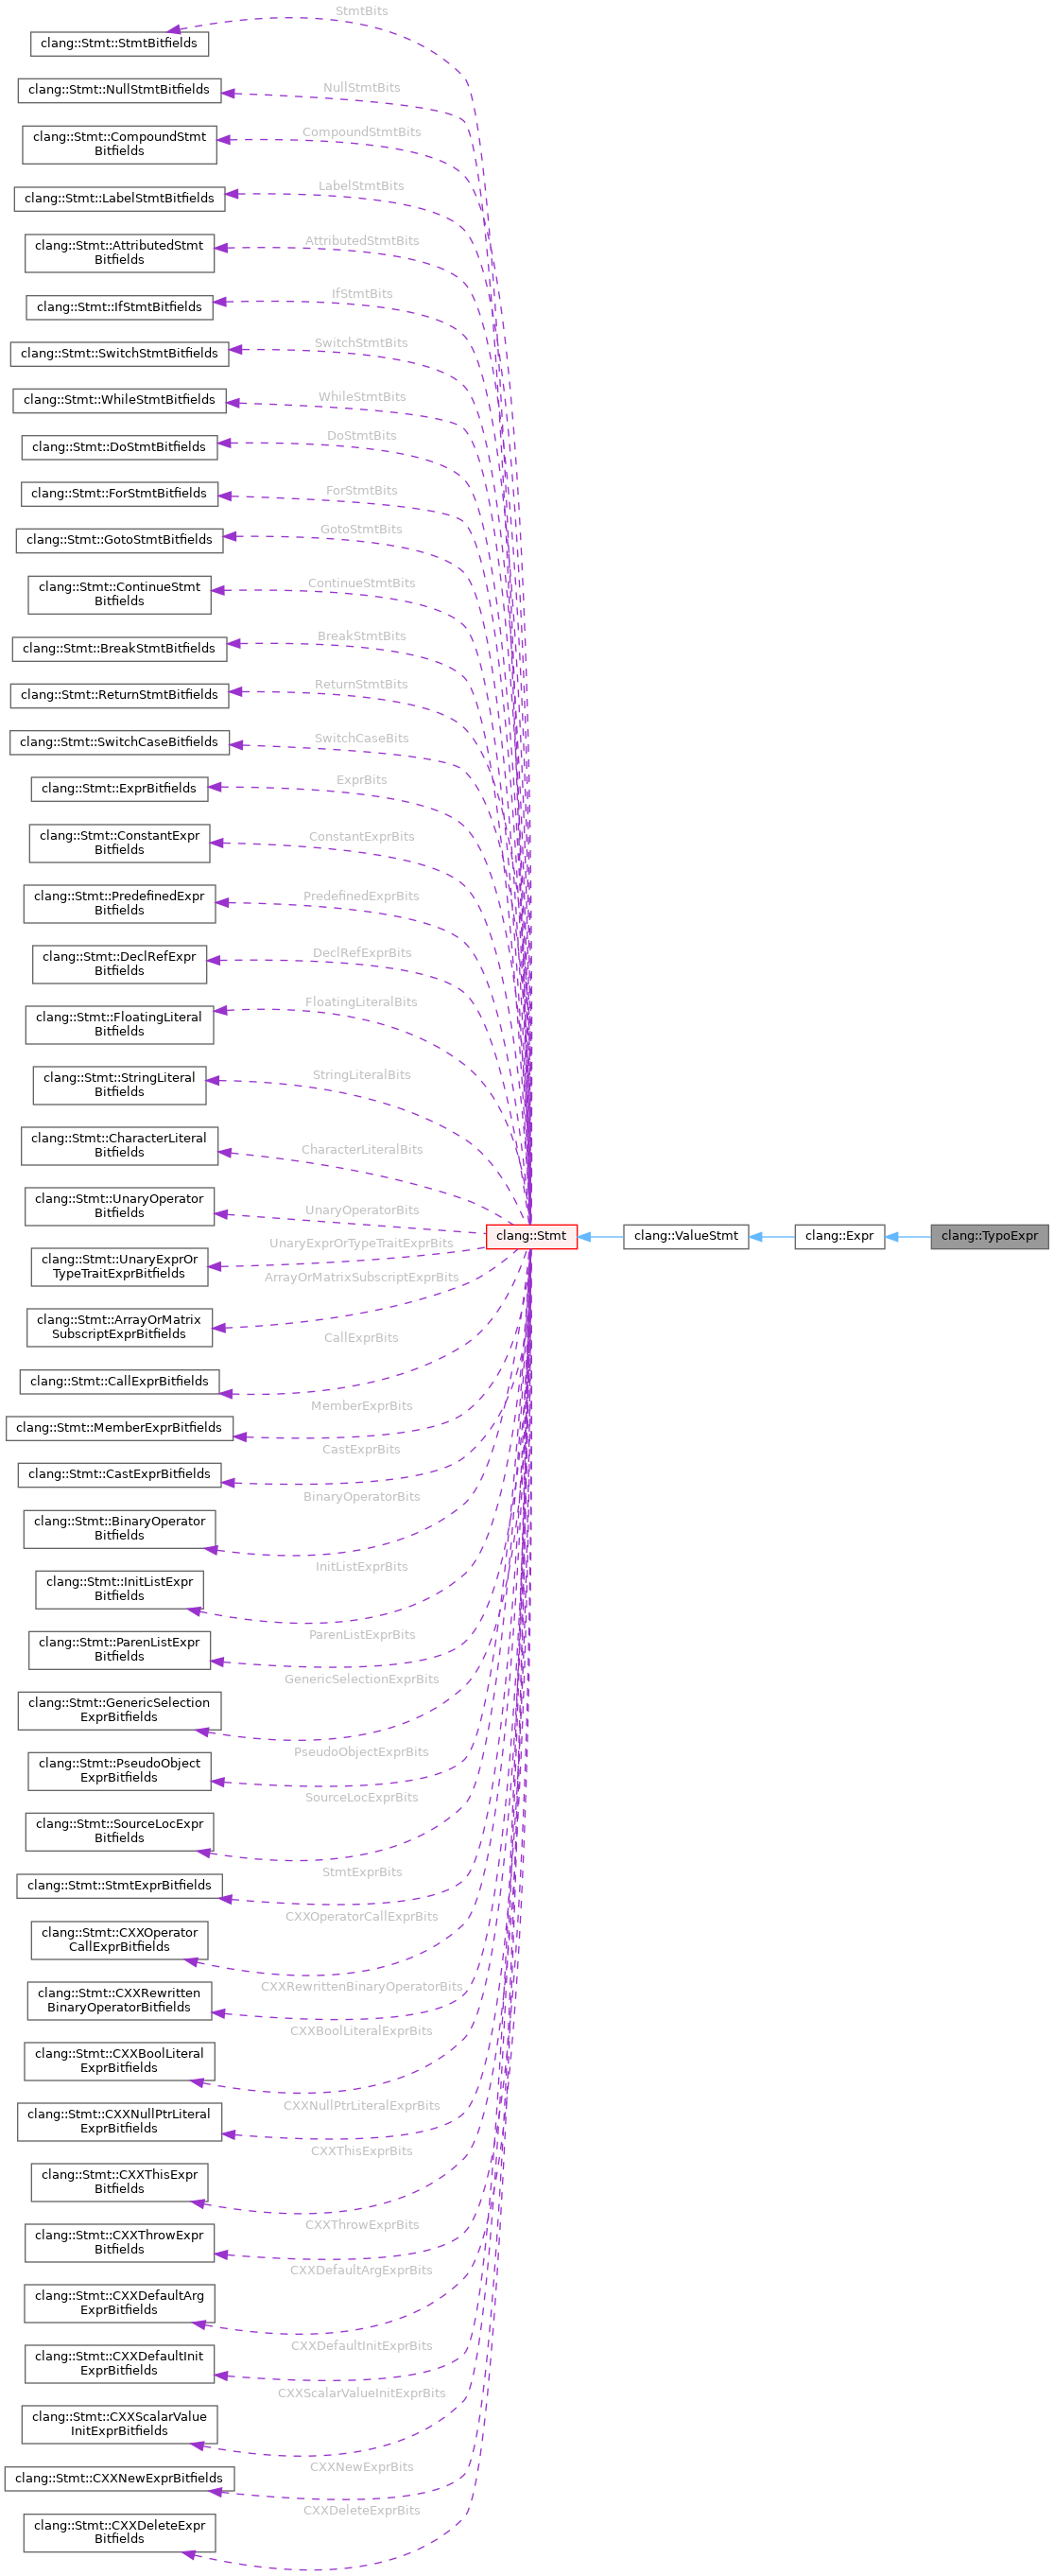 StmtBits
clang::Stmt::StmtBitfields
NullStmtBits
clang::Stmt::NullStmtBitfields
CompoundStmtBits
clang::Stmt::CompoundStmt
Bitfields
LabelStmtBits
clang::Stmt::LabelStmtBitfields
AttributedStmtBits
clang::Stmt::AttributedStmt
Bitfields
IfStmtBits
clang::Stmt::IfStmtBitfields
SwitchStmtBits
clang::Stmt::SwitchStmtBitfields
WhileStmtBits
clang::Stmt::WhileStmtBitfields
DoStmtBits
clang::Stmt::DoStmtBitfields
ForStmtBits
clang::Stmt::ForStmtBitfields
GotoStmtBits
clang::Stmt::GotoStmtBitfields
ContinueStmtBits
clang::Stmt::ContinueStmt
Bitfields
BreakStmtBits
clang::Stmt::BreakStmtBitfields
ReturnStmtBits
clang::Stmt::ReturnStmtBitfields
SwitchCaseBits
clang::Stmt::SwitchCaseBitfields
ExprBits
clang::Stmt::ExprBitfields
ConstantExprBits
clang::Stmt::ConstantExpr
Bitfields
PredefinedExprBits
clang::Stmt::PredefinedExpr
Bitfields
DeclRefExprBits
clang::Stmt::DeclRefExpr
Bitfields
FloatingLiteralBits
clang::Stmt::FloatingLiteral
Bitfields
StringLiteralBits
clang::Stmt::StringLiteral
Bitfields
CharacterLiteralBits
clang::Stmt::CharacterLiteral
Bitfields
UnaryOperatorBits
clang::Stmt::UnaryOperator
Bitfields
clang::Stmt
clang::ValueStmt
clang::Expr
clang::TypoExpr
UnaryExprOrTypeTraitExprBits
clang::Stmt::UnaryExprOr
TypeTraitExprBitfields
ArrayOrMatrixSubscriptExprBits
clang::Stmt::ArrayOrMatrix
SubscriptExprBitfields
CallExprBits
clang::Stmt::CallExprBitfields
MemberExprBits
clang::Stmt::MemberExprBitfields
CastExprBits
clang::Stmt::CastExprBitfields
BinaryOperatorBits
clang::Stmt::BinaryOperator
Bitfields
InitListExprBits
clang::Stmt::InitListExpr
Bitfields
ParenListExprBits
clang::Stmt::ParenListExpr
Bitfields
GenericSelectionExprBits
clang::Stmt::GenericSelection
ExprBitfields
PseudoObjectExprBits
clang::Stmt::PseudoObject
ExprBitfields
SourceLocExprBits
clang::Stmt::SourceLocExpr
Bitfields
StmtExprBits
clang::Stmt::StmtExprBitfields
CXXOperatorCallExprBits
clang::Stmt::CXXOperator
CallExprBitfields
CXXRewrittenBinaryOperatorBits
clang::Stmt::CXXRewritten
BinaryOperatorBitfields
CXXBoolLiteralExprBits
clang::Stmt::CXXBoolLiteral
ExprBitfields
CXXNullPtrLiteralExprBits
clang::Stmt::CXXNullPtrLiteral
ExprBitfields
CXXThisExprBits
clang::Stmt::CXXThisExpr
Bitfields
CXXThrowExprBits
clang::Stmt::CXXThrowExpr
Bitfields
CXXDefaultArgExprBits
clang::Stmt::CXXDefaultArg
ExprBitfields
CXXDefaultInitExprBits
clang::Stmt::CXXDefaultInit
ExprBitfields
CXXScalarValueInitExprBits
clang::Stmt::CXXScalarValue
InitExprBitfields
CXXNewExprBits
clang::Stmt::CXXNewExprBitfields
CXXDeleteExprBits
clang::Stmt::CXXDeleteExpr
Bitfields